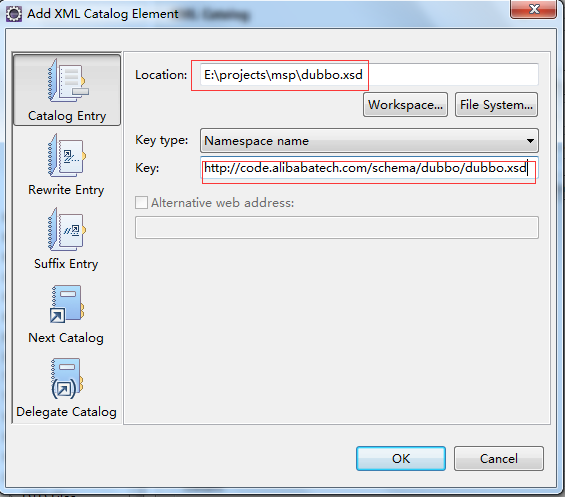 Add XML Catalog Element
Catalog Entry
Rewrite Entry
Suffix Entry
Next Catalog
Delegate Catalog
Location: E:\projects\msp\dubbo.xsd
Workspace... File System...
Key type: Namespace name
Key: http://code.alibabatech.com/schema/dubbo/dubbo.xsd
Alternative web address:
OK Cancel